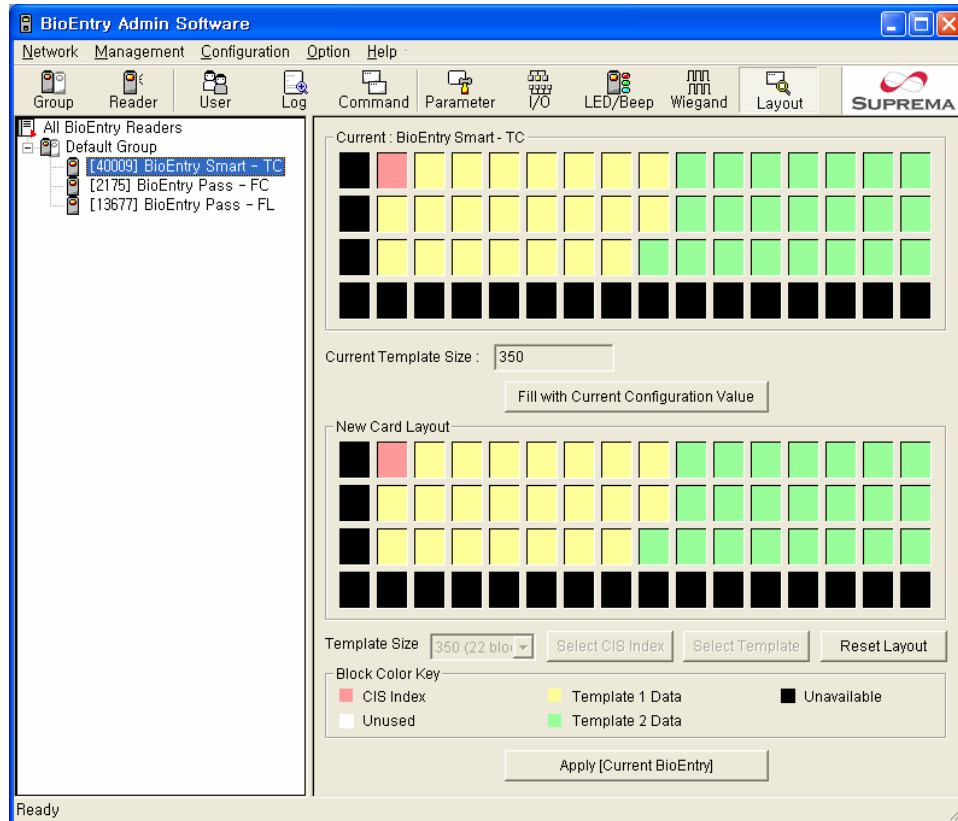 BioEntry Admin Software
Network Management Configuration Option Help
Group Reader User Log Command Parameter I/O LED/Beep Wiegand Layout SUPREMA
All BioEntry Readers
Default Group
[40009] BioEntry Smart - TC
[2175] BioEntry Pass - FC
[13677] BioEntry Pass - FL
Current : BioEntry Smart - TC
Current Template Size : 350
Fill with Current Configuration Value
New Card Layout
Template Size 350 (22 blo Select CIS Index Select Template Reset Layout
Block Color Key
CIS Index Template 1 Data Unavailable
Unused Template 2 Data
Apply [Current BioEntry]
Ready